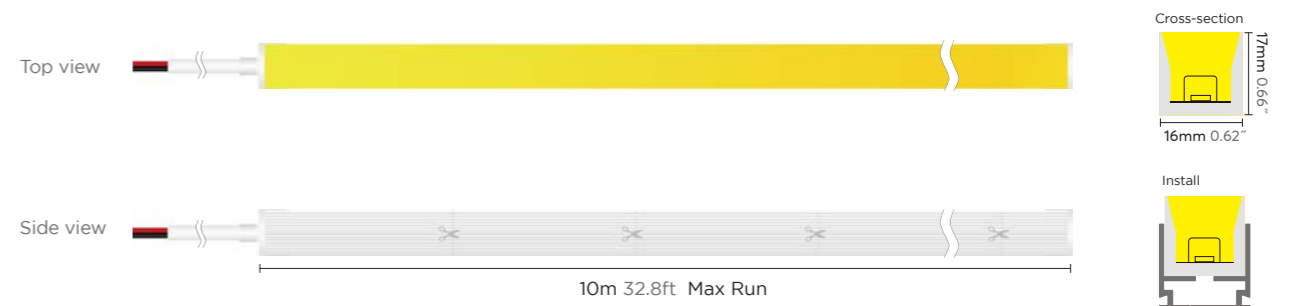 Cross-section
Top view
17mm 0.66″
16mm 0.62″
Install
Side view
10m 32.8ft Max Run